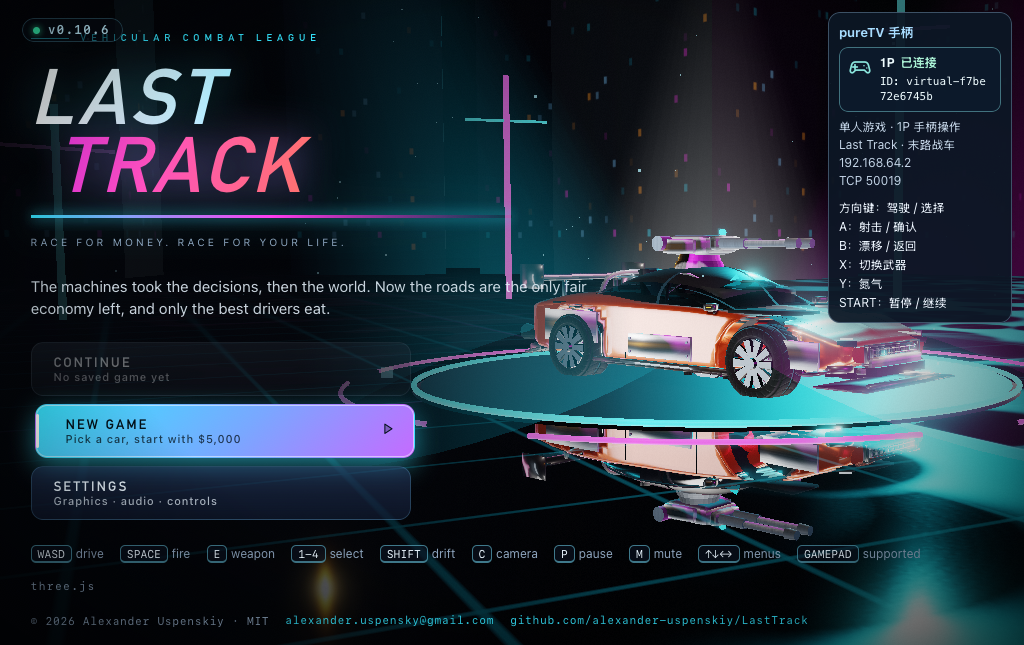 v0.10.6
VEHICULAR COMBAT LEAGUE
LAST
TRACK
RACE FOR MONEY. RACE FOR YOUR LIFE.
The machines took the decisions, then the world. Now the roads are the only fair
economy left, and only the best drivers eat.
CONTINUE
No saved game yet
NEW GAME
Pick a car, start with $5,000
SETTINGS
Graphics · audio · controls
WASD drive SPACE fire E weapon 1–4 select SHIFT drift C camera P pause M mute ↑↓↔ menus GAMEPAD supported
three.js
© 2026 Alexander Uspenskiy · MIT alexander.uspensky@gmail.com github.com/alexander-uspenskiy/LastTrack
pureTV 手柄
1P 已连接
ID: virtual-f7be
72e6745b
单人游戏 · 1P 手柄操作
Last Track · 末路战车
192.168.64.2
TCP 50019
方向键：驾驶 / 选择
A：射击 / 确认
B：漂移 / 返回
X：切换武器
Y：氮气
START：暂停 / 继续